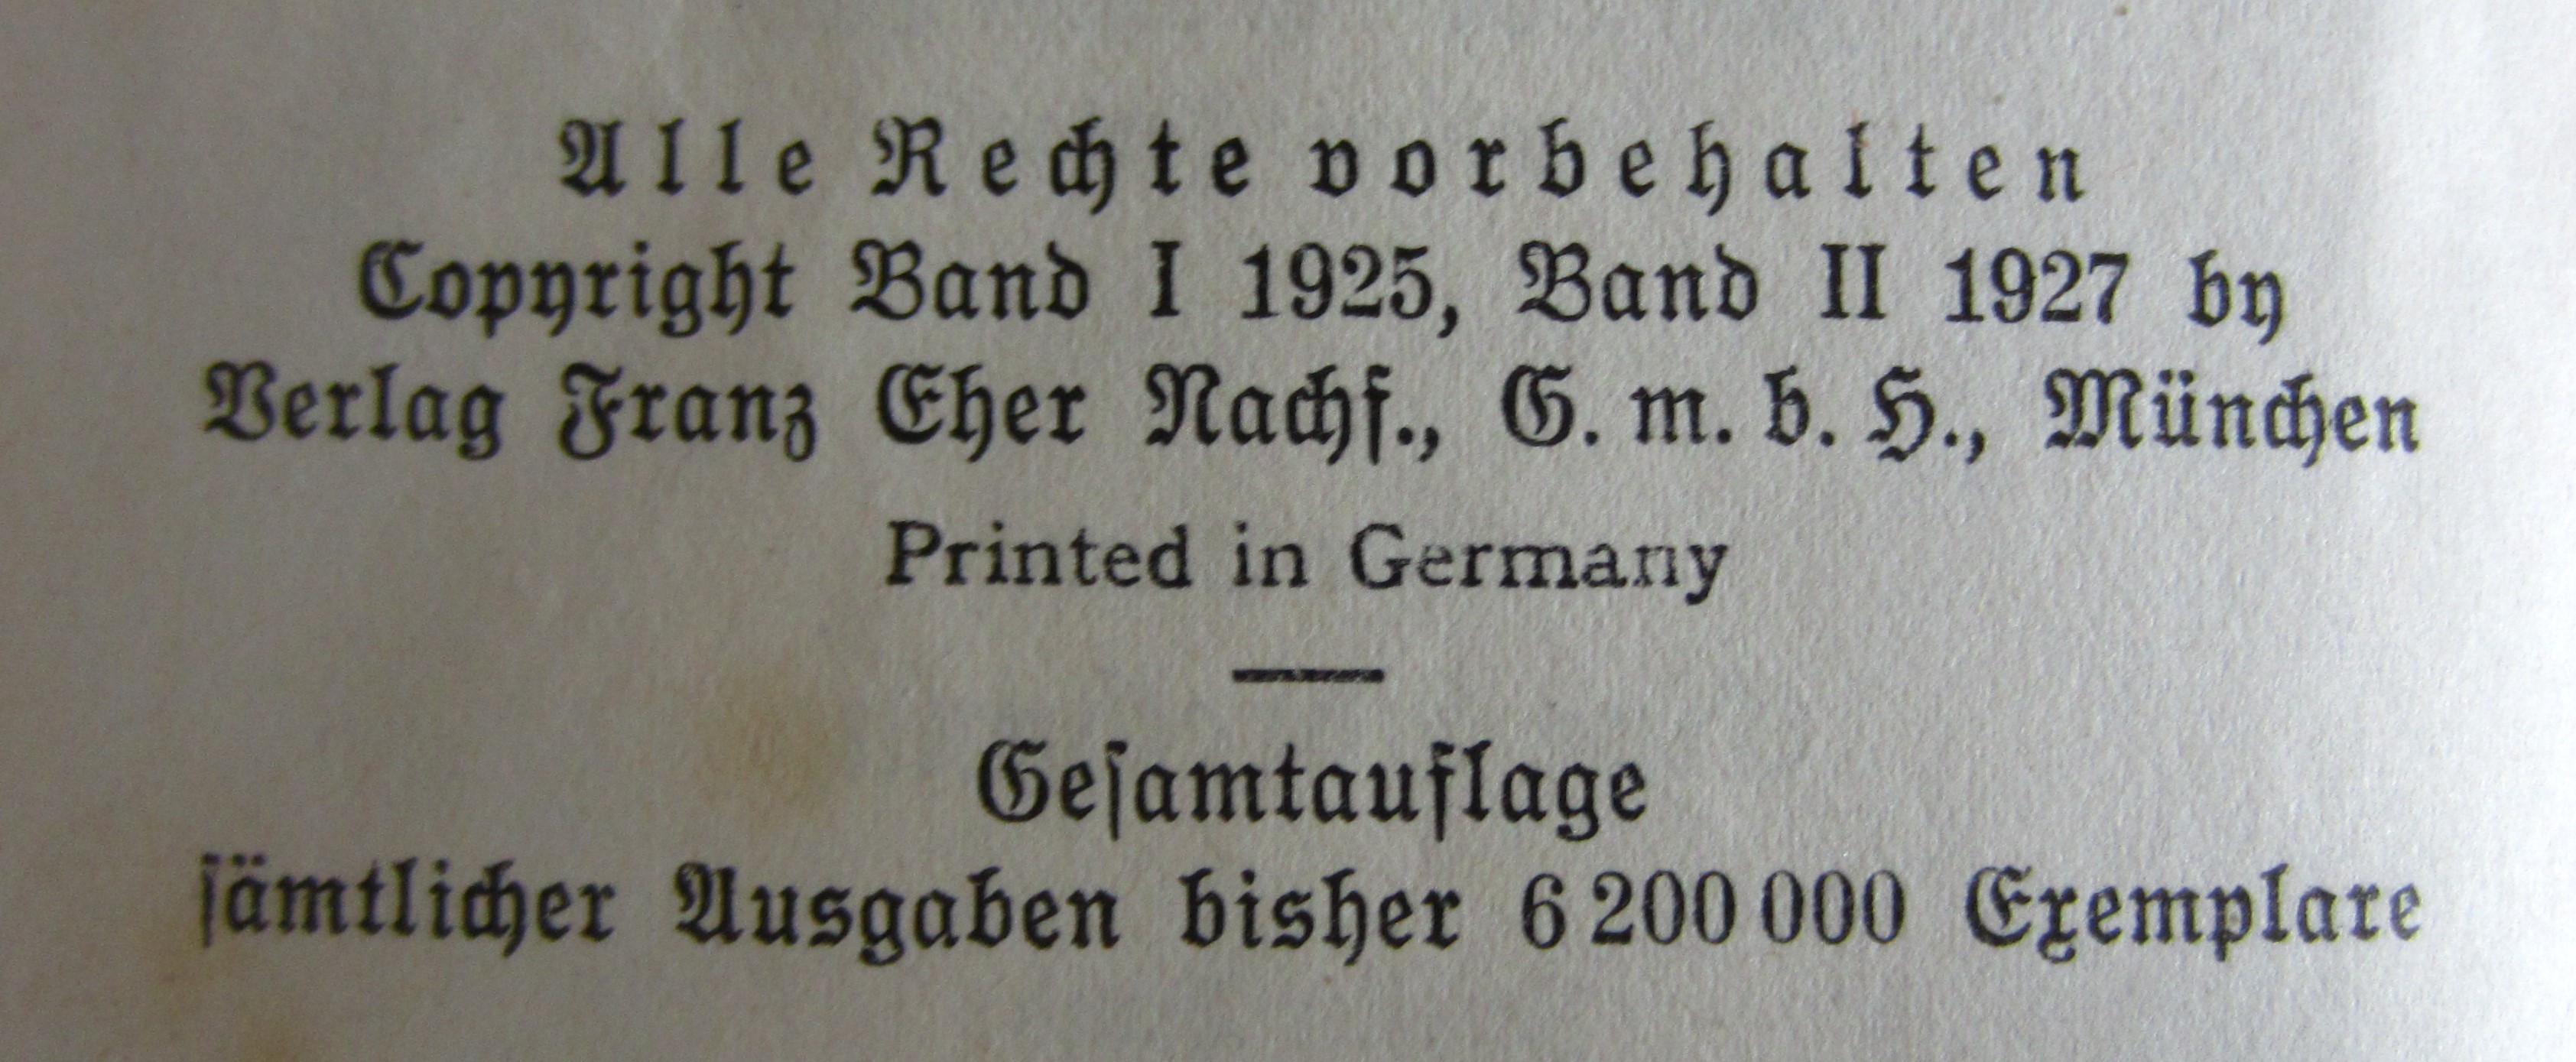 Alle Rechte vorbehalten
Copyright Band I 1925, Band II 1927 by
Verlag Franz Eher Nachf., G. m. b. H., München
Printed in Germany
Geſamtauflage
ſämtlicher Ausgaben bisher 6 200 000 Exemplare